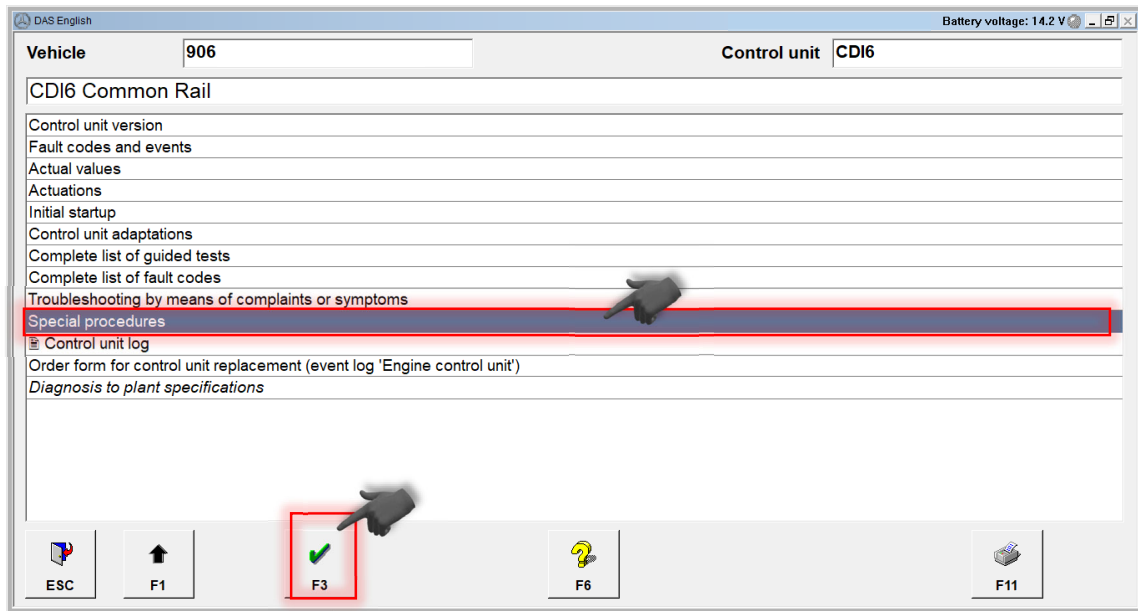 DAS English Battery voltage: 14.2 V
Vehicle 906 Control unit CDI6
CDI6 Common Rail
Control unit version
Fault codes and events
Actual values
Actuations
Initial startup
Control unit adaptations
Complete list of guided tests
Complete list of fault codes
Troubleshooting by means of complaints or symptoms
Special procedures
Control unit log
Order form for control unit replacement (event log 'Engine control unit')
Diagnosis to plant specifications
ESC F1 F3 F6 F11